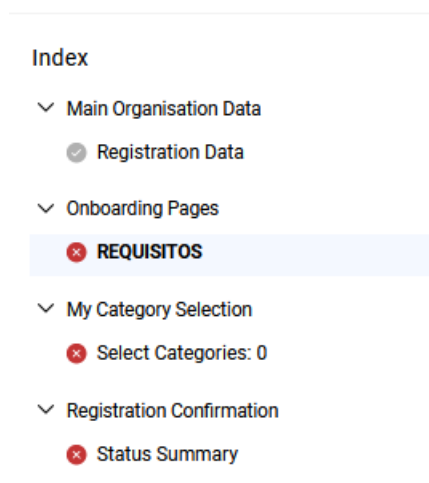 Index
Main Organisation Data
Registration Data
Onboarding Pages
REQUISITOS
My Category Selection
Select Categories: 0
Registration Confirmation
Status Summary